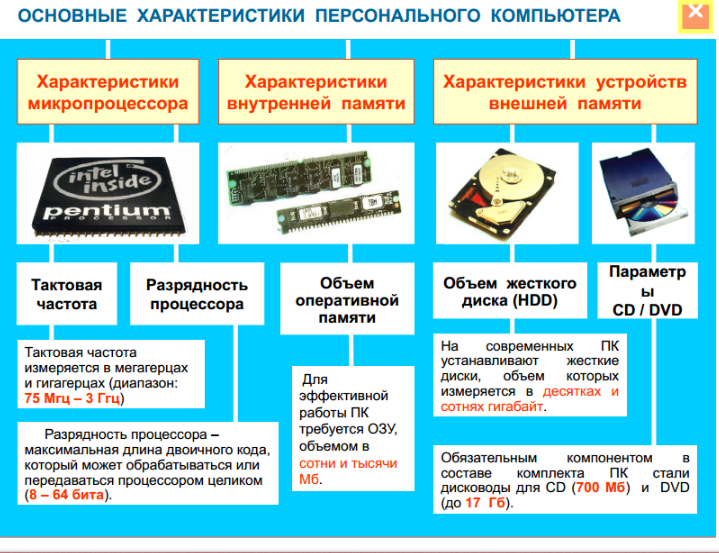 ОСНОВНЫЕ ХАРАКТЕРИСТИКИ ПЕРСОНАЛЬНОГО КОМПЬЮТЕРА
Характеристики
микропроцессора
Характеристики
внутренней памяти
Характеристики устройств
внешней памяти
intel
inside
pentium
PROCESSOR
Тактовая
частота
Разрядность
процессора
Объем
оперативной
памяти
Объем жесткого
диска (HDD)
Параметр
ы
CD / DVD
Тактовая частота
измеряется в мегагерцах
и гигагерцах (диапазон:
75 Мгц – 3 Ггц)
Разрядность процессора –
максимальная длина двоичного кода,
который может обрабатываться или
передаваться процессором целиком
(8 – 64 бита).
Для
эффективной
работы ПК
требуется ОЗУ,
объемом в
сотни и тысячи
Мб.
На современных ПК
устанавливают жесткие
диски, объем которых
измеряется в десятках и
сотнях гигабайт.
Обязательным компонентом в
составе комплекта ПК стали
дисководы для CD (700 Мб) и DVD
(до 17 Гб).